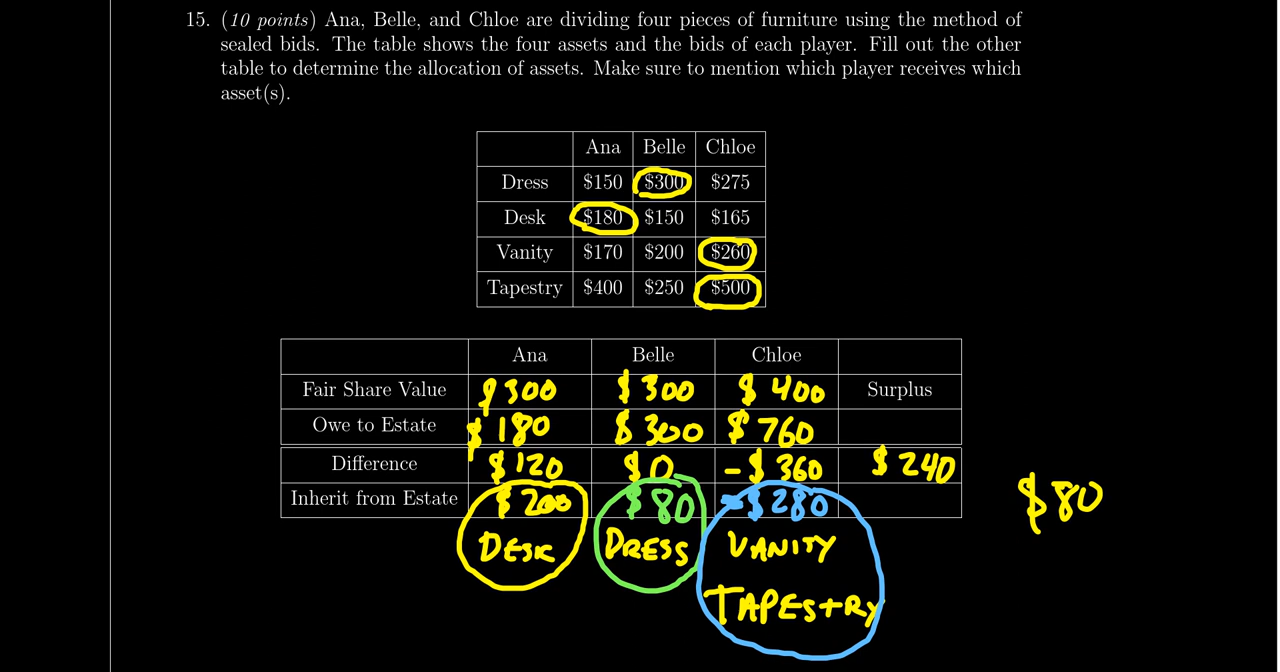 15. (10 points) Ana, Belle, and Chloe are dividing four pieces of furniture using the method of
sealed bids. The table shows the four assets and the bids of each player. Fill out the other
table to determine the allocation of assets. Make sure to mention which player receives which
asset(s).
Ana Belle Chloe
Dress $150 $300 $275
Desk $180 $150 $165
Vanity $170 $200 $260
Tapestry $400 $250 $500
Ana Belle Chloe
Fair Share Value $300 $300 $400 Surplus
Owe to Estate $180 $300 $760
Difference $120 $0 -$360 $240
Inherit from Estate $200 $80 -$280
$80
DESK DRESS VANITY
TAPESTRY